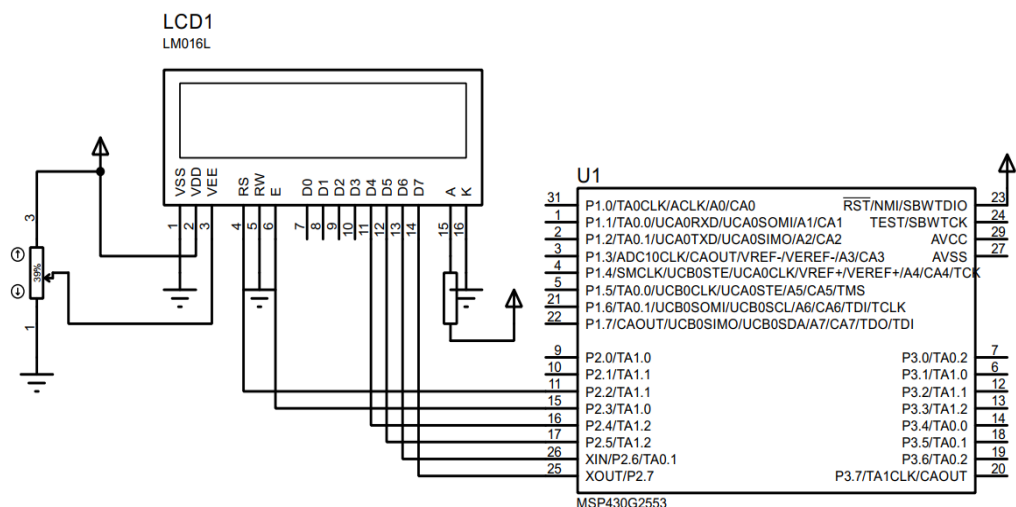 LCD1
LM016L
VSS
VDD
VEE
RS
RW
E
D0
D1
D2
D3
D4
D5
D6
D7
A
K
1
2
3
4
5
6
7
8
9
10
11
12
13
14
15
16
3
39%
1
U1
31 P1.0/TA0CLK/ACLK/A0/CA0
1 P1.1/TA0.0/UCA0RXD/UCA0SOMI/A1/CA1
2 P1.2/TA0.1/UCA0TXD/UCA0SIMO/A2/CA2
3 P1.3/ADC10CLK/CAOUT/VREF-/VEREF-/A3/CA3
4 P1.4/SMCLK/UCB0STE/UCA0CLK/VREF+/VEREF+/A4/CA4/TCK
5 P1.5/TA0.0/UCB0CLK/UCA0STE/A5/CA5/TMS
21 P1.6/TA0.1/UCB0SOMI/UCB0SCL/A6/CA6/TDI/TCLK
22 P1.7/CAOUT/UCB0SIMO/UCB0SDA/A7/CA7/TDO/TDI
9 P2.0/TA1.0
10 P2.1/TA1.1
11 P2.2/TA1.1
15 P2.3/TA1.0
16 P2.4/TA1.2
17 P2.5/TA1.2
26 XIN/P2.6/TA0.1
25 XOUT/P2.7
RST/NMI/SBWTDIO 23
TEST/SBWTCK 24
AVCC 29
AVSS 27
P3.0/TA0.2 7
P3.1/TA1.0 6
P3.2/TA1.1 12
P3.3/TA1.2 13
P3.4/TA0.0 14
P3.5/TA0.1 18
P3.6/TA0.2 19
P3.7/TA1CLK/CAOUT 20
MSP430G2553